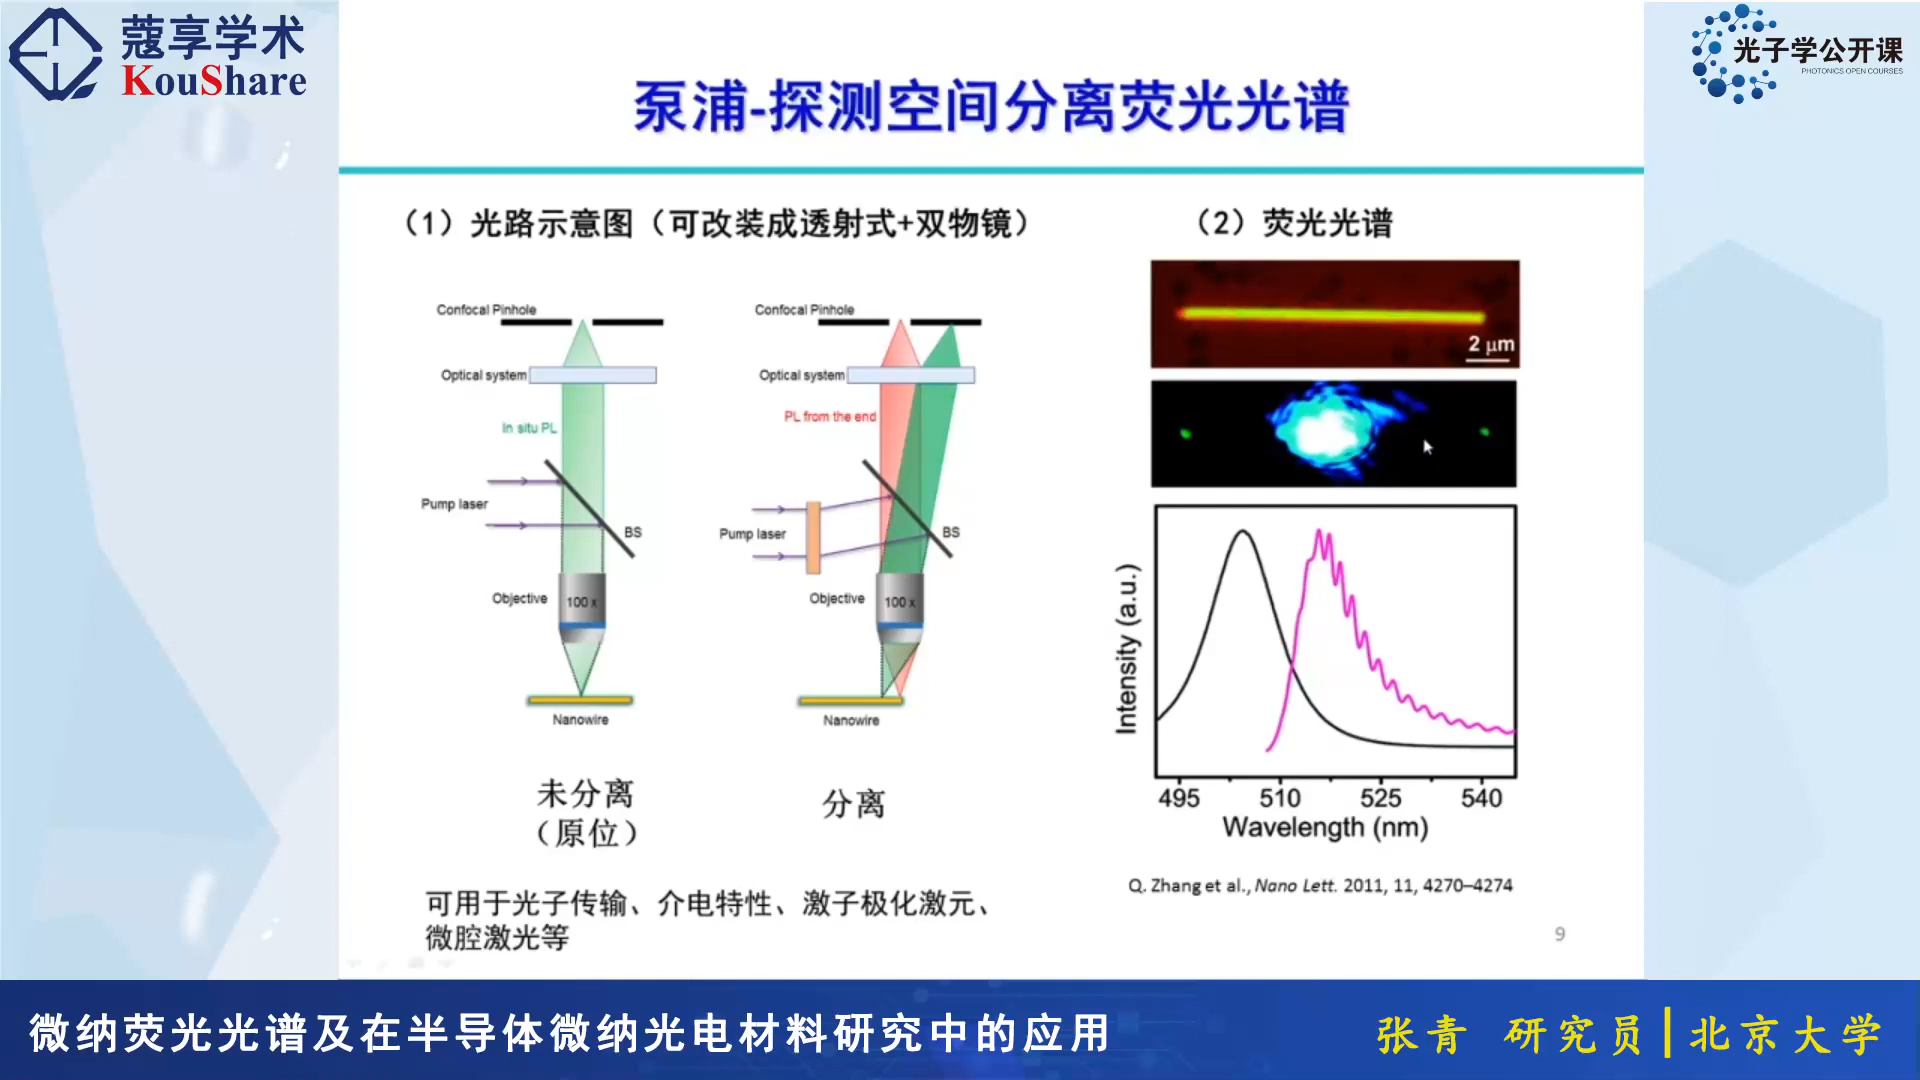 蔻享学术
KouShare
光子学公开课
PHOTONICS OPEN COURSES
泵浦-探测空间分离荧光光谱
（1）光路示意图（可改装成透射式+双物镜）
Confocal Pinhole
Optical system
In situ PL
Pump laser
BS
Objective
100 x
Nanowire
未分离
（原位）
Confocal Pinhole
Optical system
PL from the end
Pump laser
BS
Objective
100 x
Nanowire
分离
可用于光子传输、介电特性、激子极化激元、
微腔激光等
（2）荧光光谱
2 μm
Intensity (a.u.)
495 510 525 540
Wavelength (nm)
Q. Zhang et al., Nano Lett. 2011, 11, 4270–4274
9
微纳荧光光谱及在半导体微纳光电材料研究中的应用
张青 研究员|北京大学